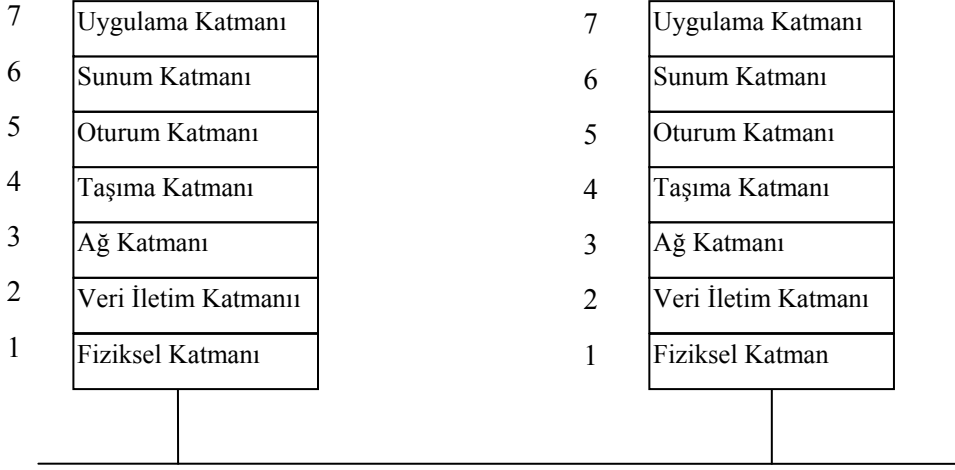 7 Uygulama Katmanı
6 Sunum Katmanı
5 Oturum Katmanı
4 Taşıma Katmanı
3 Ağ Katmanı
2 Veri İletim Katmanıı
1 Fiziksel Katmanı
7 Uygulama Katmanı
6 Sunum Katmanı
5 Oturum Katmanı
4 Taşıma Katmanı
3 Ağ Katmanı
2 Veri İletim Katmanı
1 Fiziksel Katman